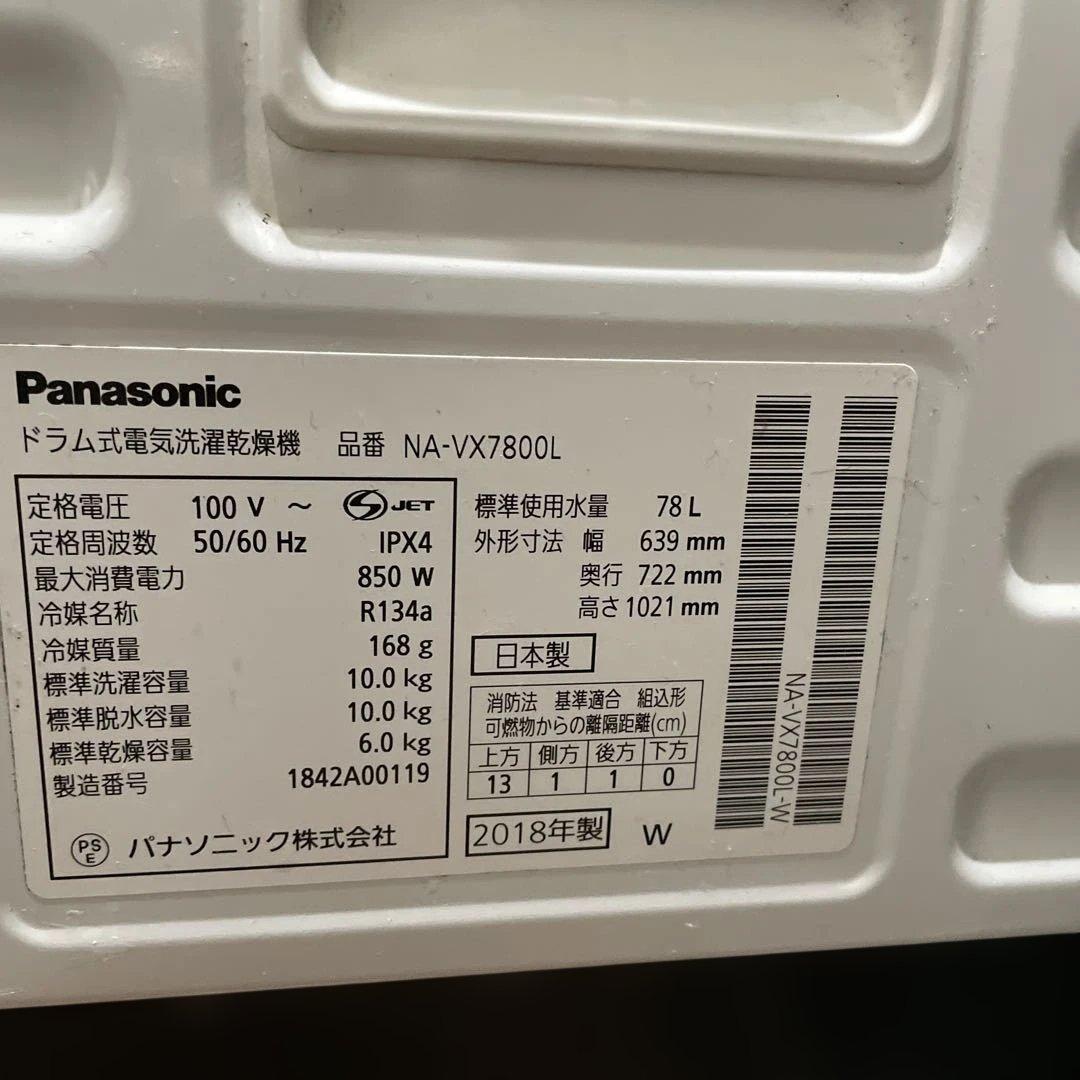 Panasonic
ドラム式電気洗濯乾燥機 品番 NA-VX7800L
定格電圧 100 V ～ S JET
定格周波数 50/60 Hz IPX4
最大消費電力 850 W
冷媒名称 R134a
冷媒質量 168 g
標準洗濯容量 10.0 kg
標準脱水容量 10.0 kg
標準乾燥容量 6.0 kg
製造番号 1842A00119
PS
E
パナソニック株式会社
標準使用水量 78 L
外形寸法 幅 639 mm
奥行 722 mm
高さ 1021 mm
日本製
消防法 基準適合 組込形
可燃物からの離隔距離(cm)
上方 側方 後方 下方
13 1 1 0
2018年製 W
NA-VX7800L-W